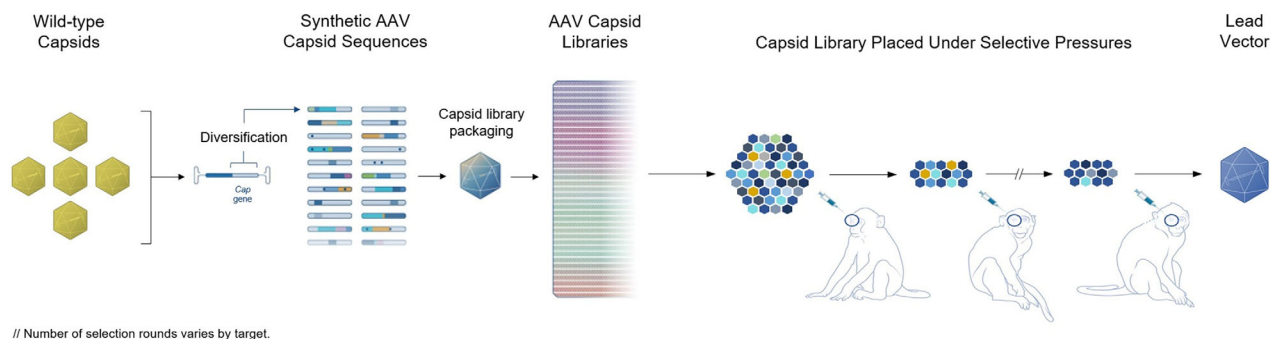 Wild-type
Capsids
Synthetic AAV
Capsid Sequences
AAV Capsid
Libraries
Capsid Library Placed Under Selective Pressures
Lead
Vector
Diversification
Cap
gene
Capsid library
packaging
//
// Number of selection rounds varies by target.